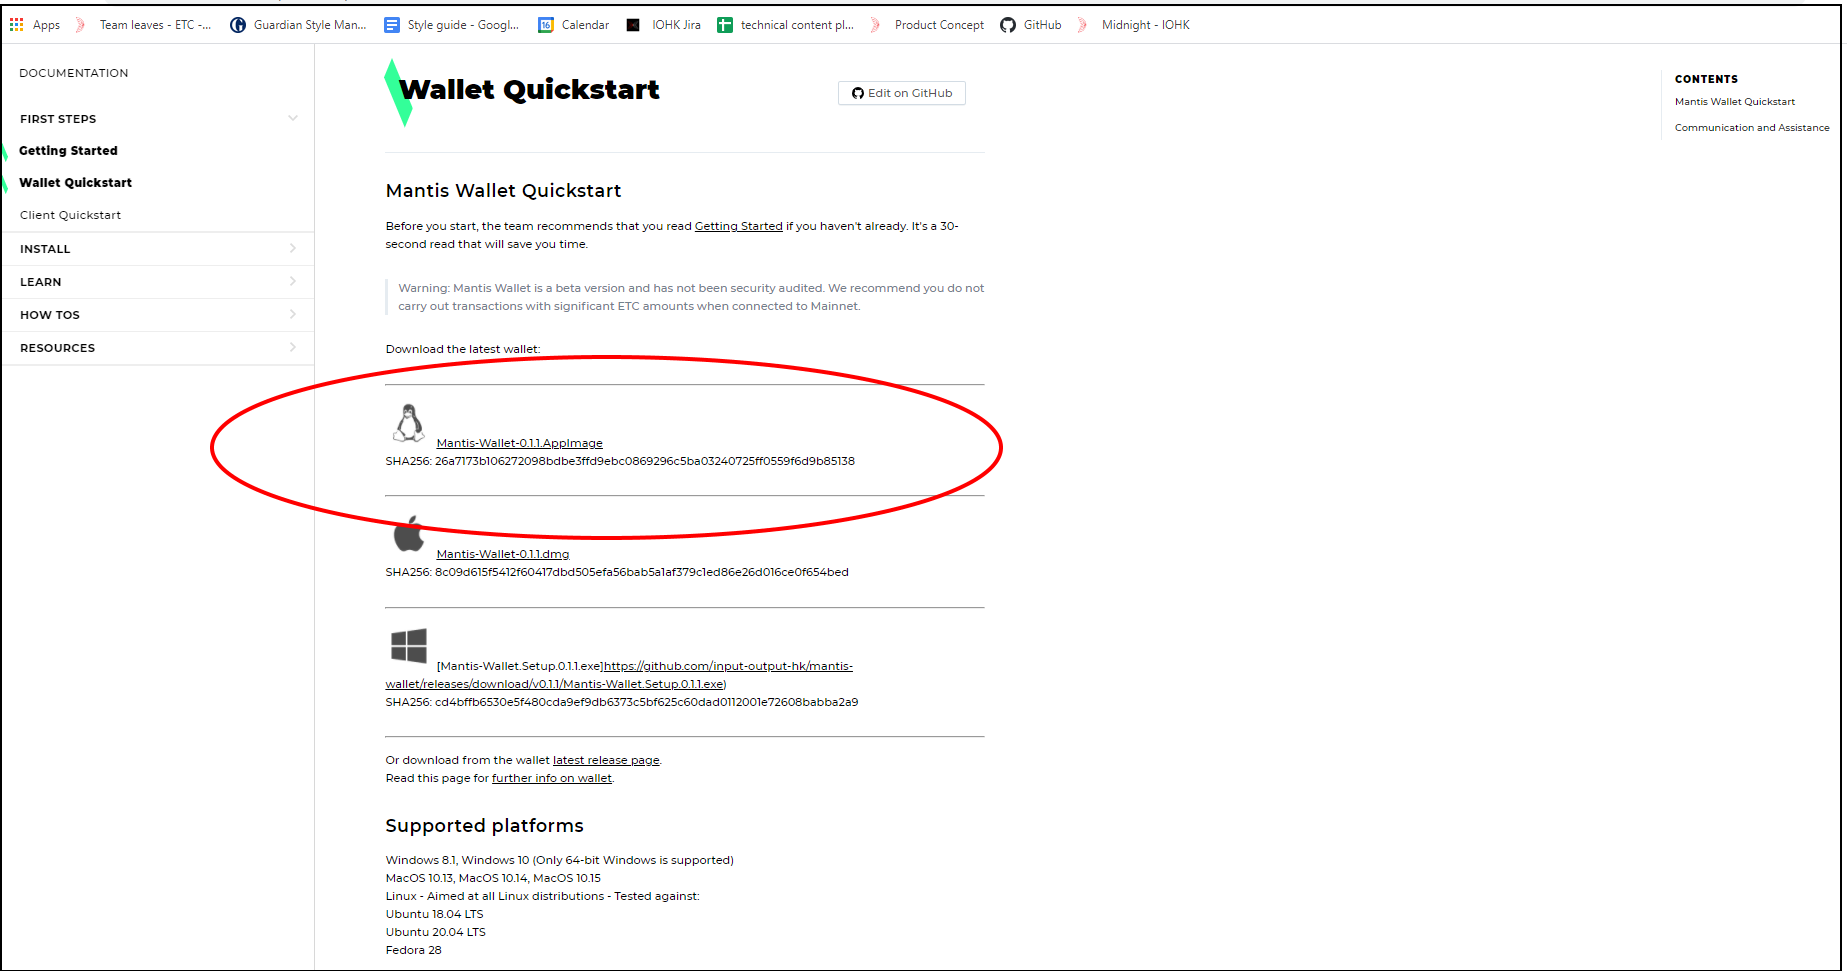 Apps Team leaves - ETC -... Guardian Style Man... Style guide - Googl... 16 Calendar IOHK Jira technical content pl... Product Concept GitHub Midnight - IOHK
DOCUMENTATION
FIRST STEPS
Getting Started
Wallet Quickstart
Client Quickstart
INSTALL
LEARN
HOW TOS
RESOURCES
Wallet Quickstart
Edit on GitHub
Mantis Wallet Quickstart
Before you start, the team recommends that you read Getting Started if you haven't already. It's a 30-
second read that will save you time.
Warning: Mantis Wallet is a beta version and has not been security audited. We recommend you do not
carry out transactions with significant ETC amounts when connected to Mainnet.
Download the latest wallet:
Mantis-Wallet-0.1.1.AppImage
SHA256: 26a7173b106272098bdbe3ffd9ebc0869296c5ba03240725ff0559f6d9b85138
Mantis-Wallet-0.1.1.dmg
SHA256: 8c09d615f5412f60417dbd505efa56bab5a1af379c1ed86e26d016ce0f654bed
[Mantis-Wallet.Setup.0.1.1.exe]https://github.com/input-output-hk/mantis-
wallet/releases/download/v0.1.1/Mantis-Wallet.Setup.0.1.1.exe)
SHA256: cd4bffb6530e5f480cda9ef9db6373c5bf625c60dad0112001e72608babba2a9
Or download from the wallet latest release page.
Read this page for further info on wallet.
Supported platforms
Windows 8.1, Windows 10 (Only 64-bit Windows is supported)
MacOS 10.13, MacOS 10.14, MacOS 10.15
Linux - Aimed at all Linux distributions - Tested against:
Ubuntu 18.04 LTS
Ubuntu 20.04 LTS
Fedora 28
CONTENTS
Mantis Wallet Quickstart
Communication and Assistance